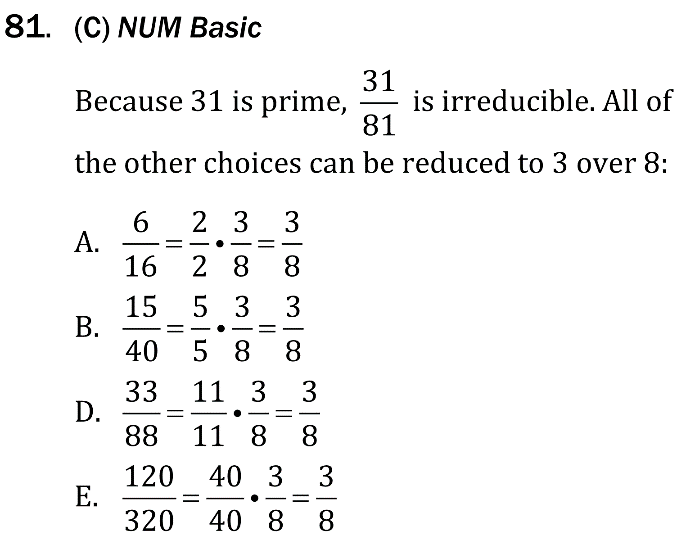 81. (C) NUM Basic
Because 31 is prime, 31/81 is irreducible. All of
the other choices can be reduced to 3 over 8:
A. 6/16 = 2/2 • 3/8 = 3/8
B. 15/40 = 5/5 • 3/8 = 3/8
D. 33/88 = 11/11 • 3/8 = 3/8
E. 120/320 = 40/40 • 3/8 = 3/8